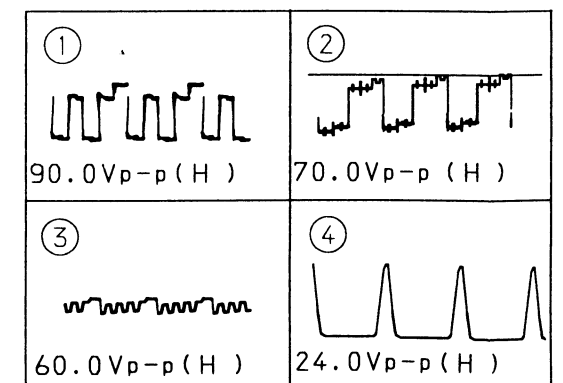 1
2
90.0Vp-p(H )
70.0Vp-p (H )
3
4
60.0Vp-p(H )
24.0Vp-p(H )